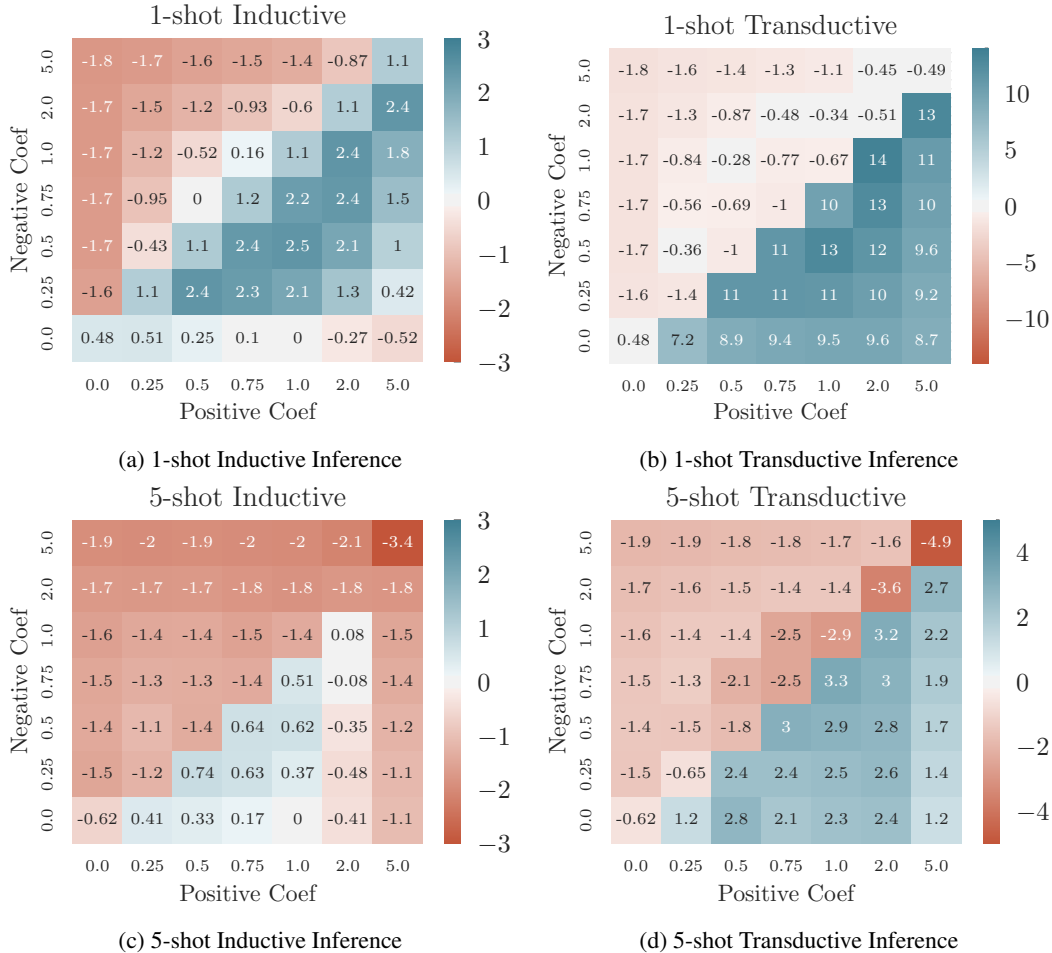 1-shot Inductive
Negative Coef
5.0 -1.8 -1.7 -1.6 -1.5 -1.4 -0.87 1.1
2.0 -1.7 -1.5 -1.2 -0.93 -0.6 1.1 2.4
1.0 -1.7 -1.2 -0.52 0.16 1.1 2.4 1.8
0.75 -1.7 -0.95 0 1.2 2.2 2.4 1.5
0.5 -1.7 -0.43 1.1 2.4 2.5 2.1 1
0.25 -1.6 1.1 2.4 2.3 2.1 1.3 0.42
0.0 0.48 0.51 0.25 0.1 0 -0.27 -0.52
0.0 0.25 0.5 0.75 1.0 2.0 5.0
Positive Coef
3
2
1
0
−1
−2
−3
(a) 1-shot Inductive Inference
1-shot Transductive
Negative Coef
5.0 -1.8 -1.6 -1.4 -1.3 -1.1 -0.45 -0.49
2.0 -1.7 -1.3 -0.87 -0.48 -0.34 -0.51 13
1.0 -1.7 -0.84 -0.28 -0.77 -0.67 14 11
0.75 -1.7 -0.56 -0.69 -1 10 13 10
0.5 -1.7 -0.36 -1 11 13 12 9.6
0.25 -1.6 -1.4 11 11 11 10 9.2
0.0 0.48 7.2 8.9 9.4 9.5 9.6 8.7
0.0 0.25 0.5 0.75 1.0 2.0 5.0
Positive Coef
10
5
0
−5
−10
(b) 1-shot Transductive Inference
5-shot Inductive
Negative Coef
5.0 -1.9 -2 -1.9 -2 -2 -2.1 -3.4
2.0 -1.7 -1.7 -1.7 -1.8 -1.8 -1.8 -1.8
1.0 -1.6 -1.4 -1.4 -1.5 -1.4 0.08 -1.5
0.75 -1.5 -1.3 -1.3 -1.4 0.51 -0.08 -1.4
0.5 -1.4 -1.1 -1.4 0.64 0.62 -0.35 -1.2
0.25 -1.5 -1.2 0.74 0.63 0.37 -0.48 -1.1
0.0 -0.62 0.41 0.33 0.17 0 -0.41 -1.1
0.0 0.25 0.5 0.75 1.0 2.0 5.0
Positive Coef
3
2
1
0
−1
−2
−3
(c) 5-shot Inductive Inference
5-shot Transductive
Negative Coef
5.0 -1.9 -1.9 -1.8 -1.8 -1.7 -1.6 -4.9
2.0 -1.7 -1.6 -1.5 -1.4 -1.4 -3.6 2.7
1.0 -1.6 -1.4 -1.4 -2.5 -2.9 3.2 2.2
0.75 -1.5 -1.3 -2.1 -2.5 3.3 3 1.9
0.5 -1.4 -1.5 -1.8 3 2.9 2.8 1.7
0.25 -1.5 -0.65 2.4 2.4 2.5 2.6 1.4
0.0 -0.62 1.2 2.8 2.1 2.3 2.4 1.2
0.0 0.25 0.5 0.75 1.0 2.0 5.0
Positive Coef
4
2
0
−2
−4
(d) 5-shot Transductive Inference